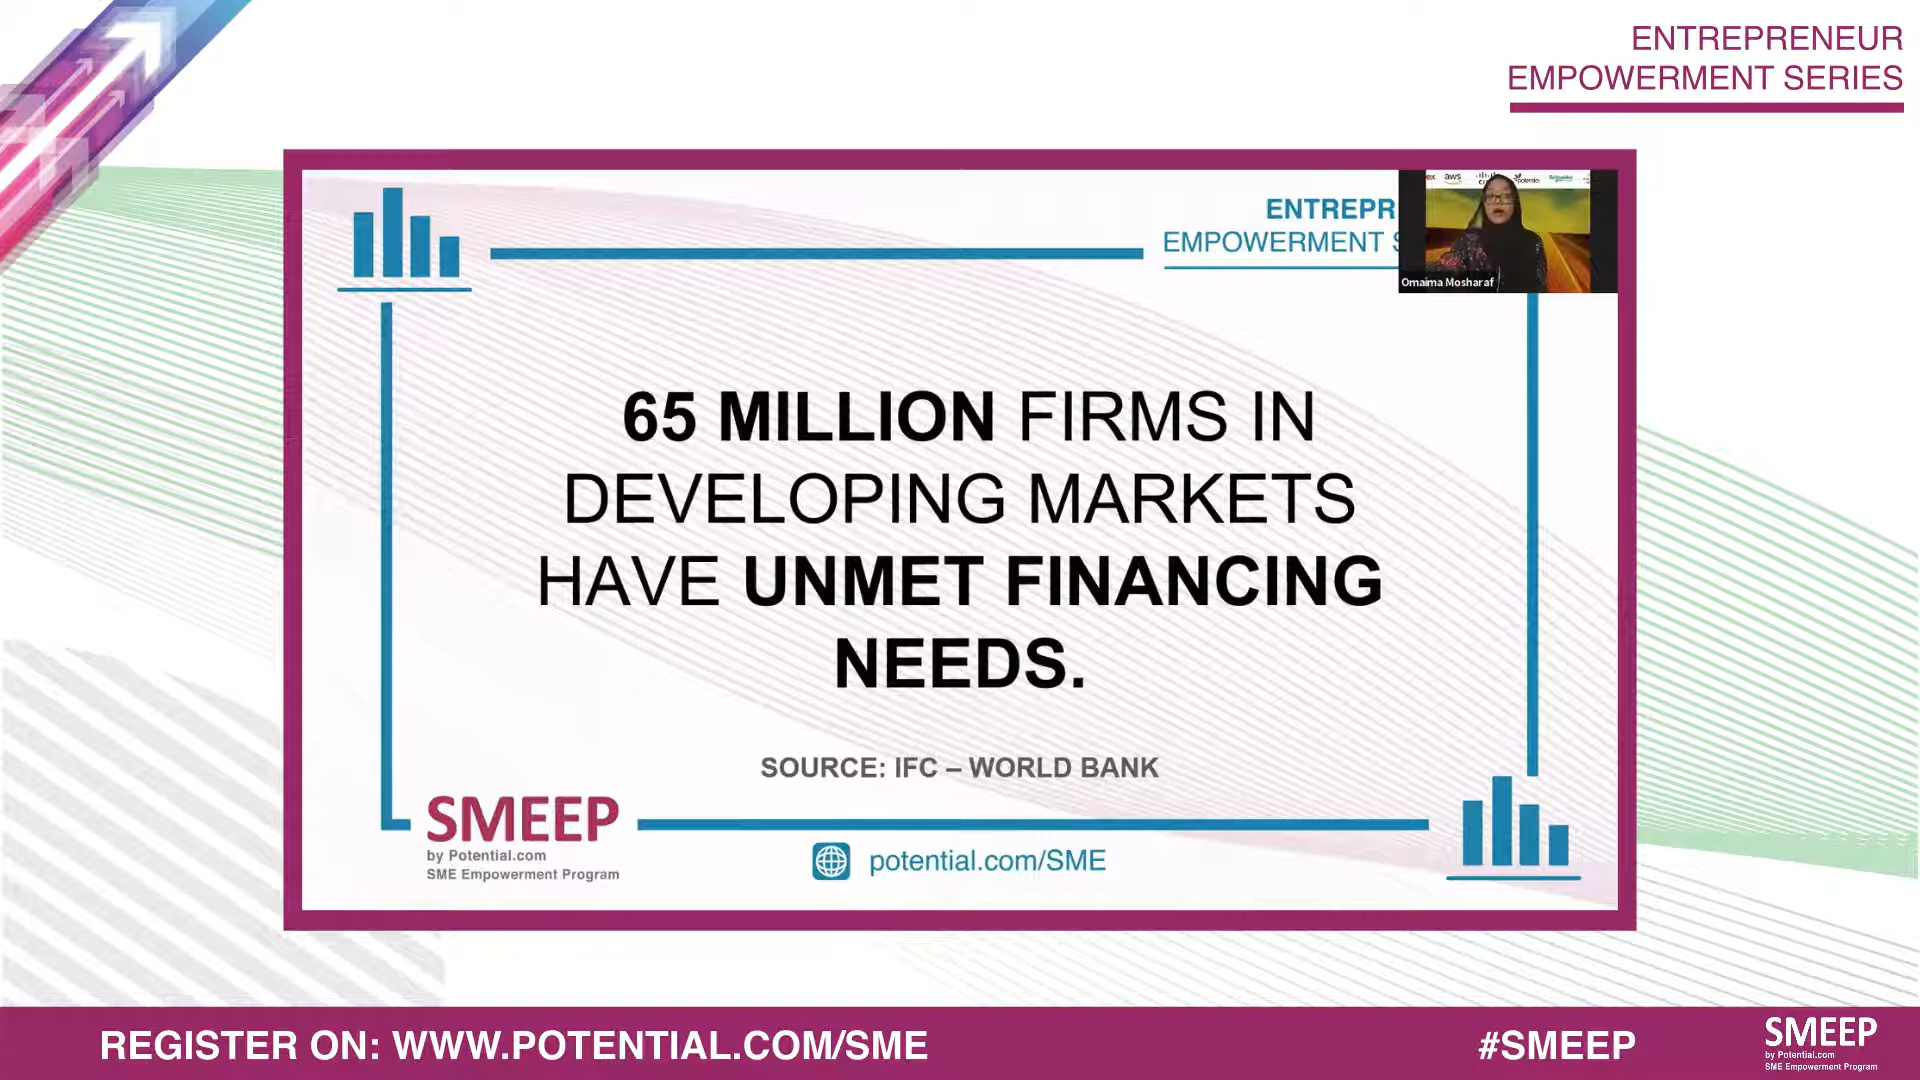 ENTREPRENEUR
EMPOWERMENT SERIES
aws
potential
ENTREPR
EMPOWERMENT S
Omaima Mosharaf
65 MILLION FIRMS IN
DEVELOPING MARKETS
HAVE UNMET FINANCING
NEEDS.
SOURCE: IFC – WORLD BANK
SMEEP
by Potential.com
SME Empowerment Program
potential.com/SME
REGISTER ON: WWW.POTENTIAL.COM/SME
#SMEEP
SMEEP
by Potential.com
SME Empowerment Program